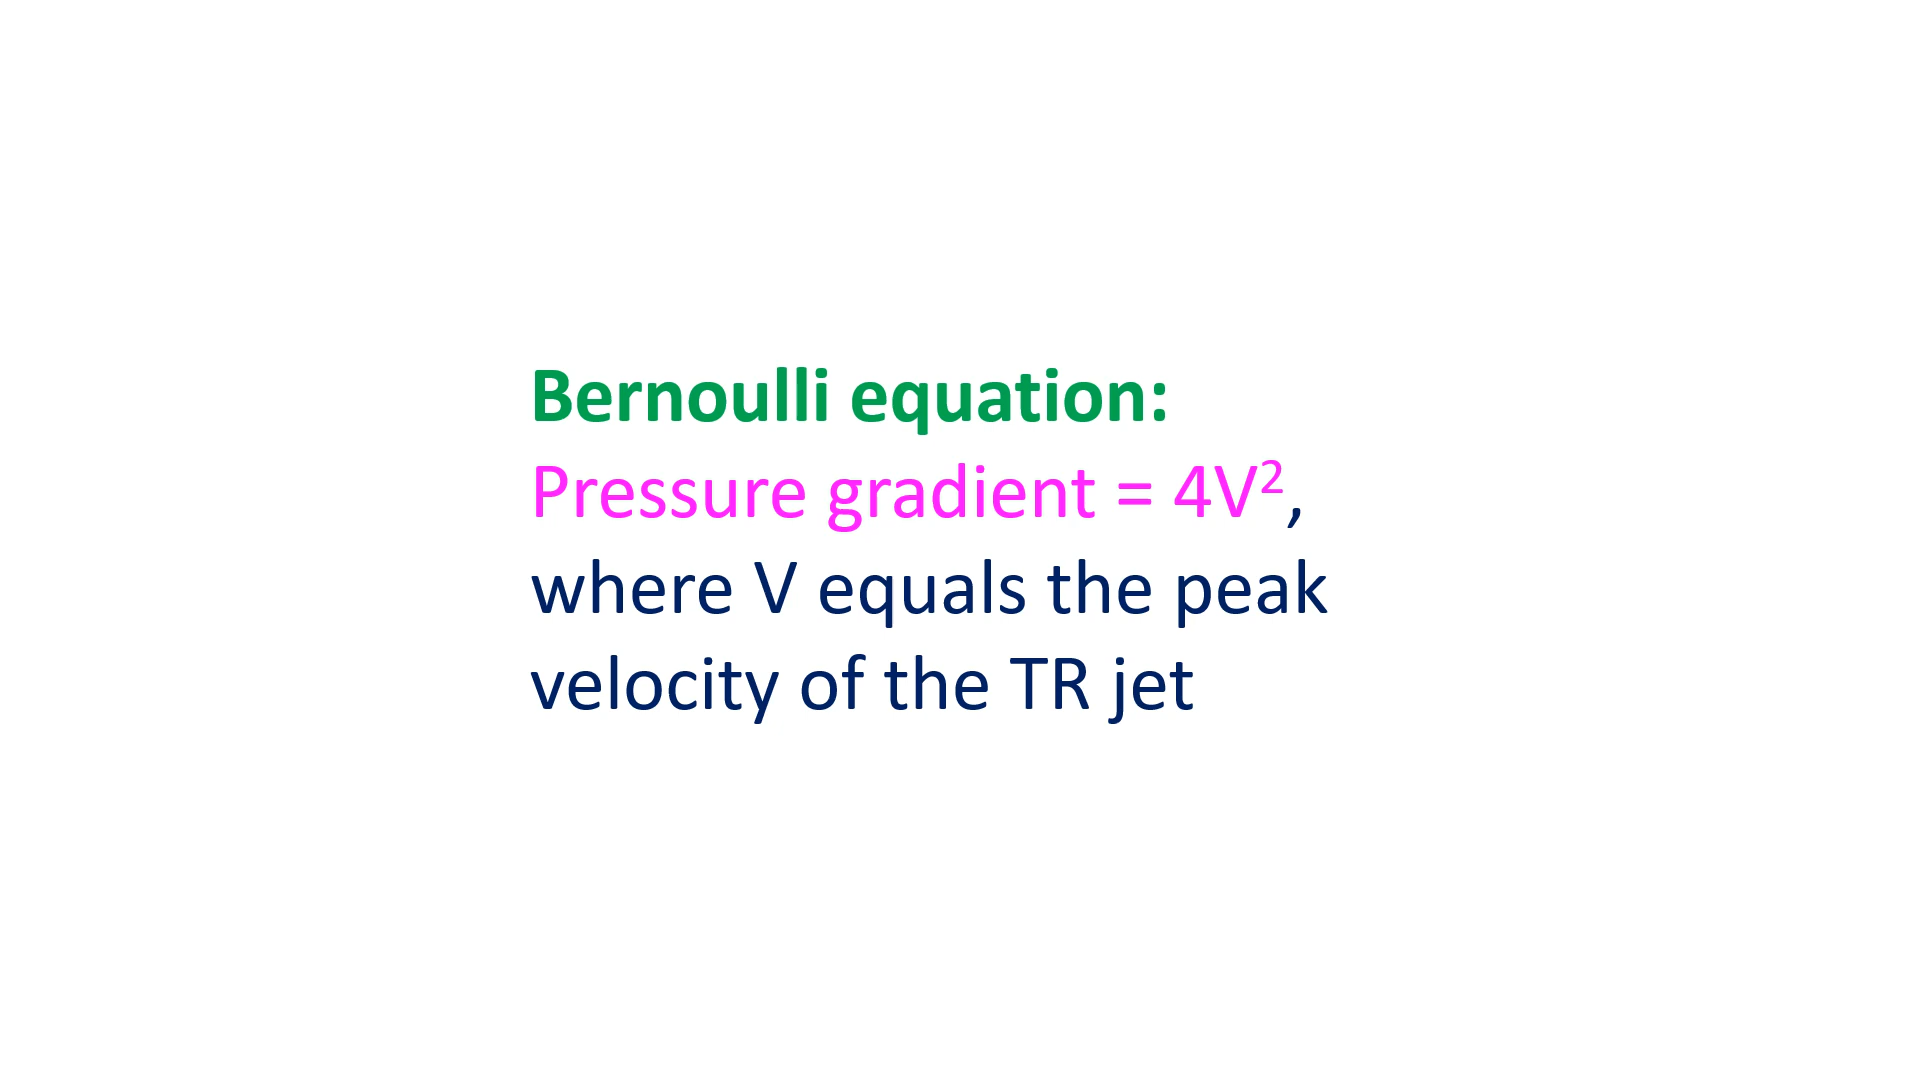 Bernoulli equation:
Pressure gradient = 4V²,
where V equals the peak
velocity of the TR jet